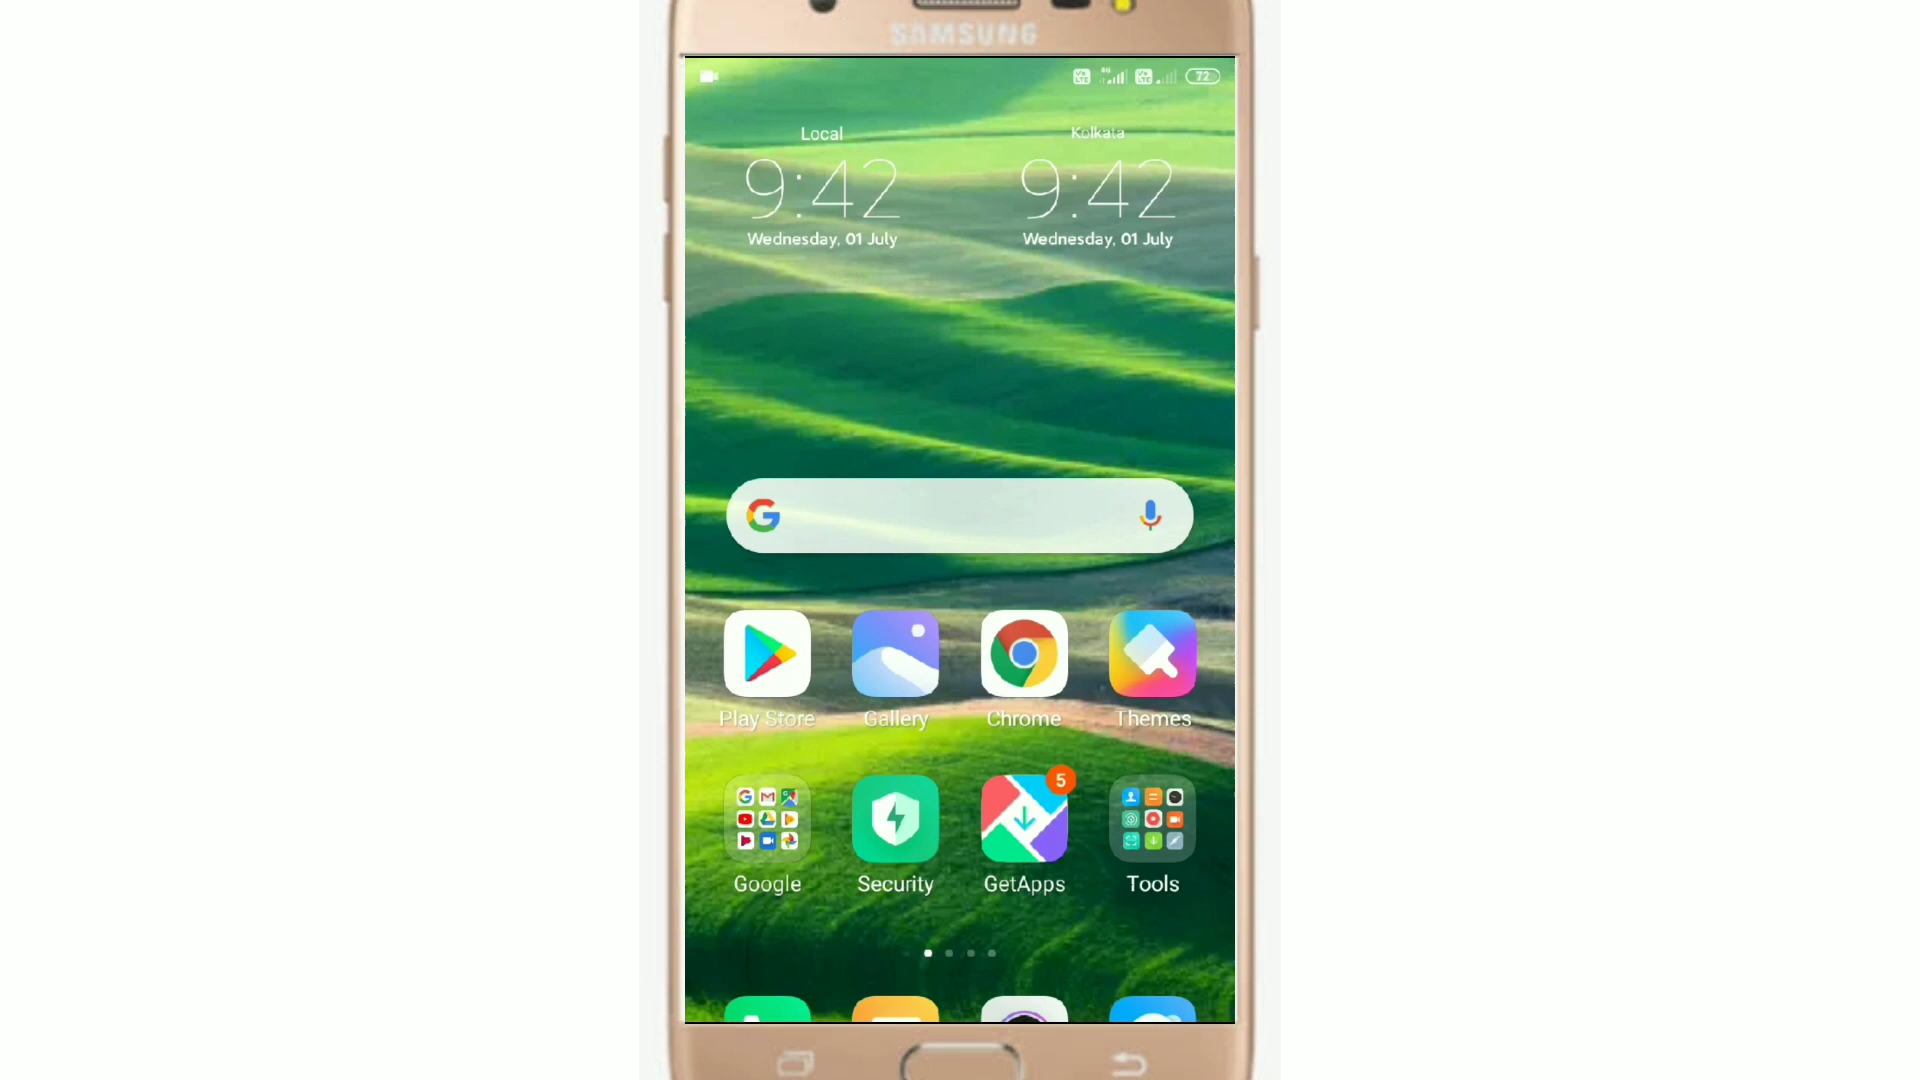 SAMSUNG
72
Local
Kolkata
9:42
9:42
Wednesday, 01 July
Wednesday, 01 July
Play Store
Gallery
Chrome
Themes
5
Google
Security
GetApps
Tools